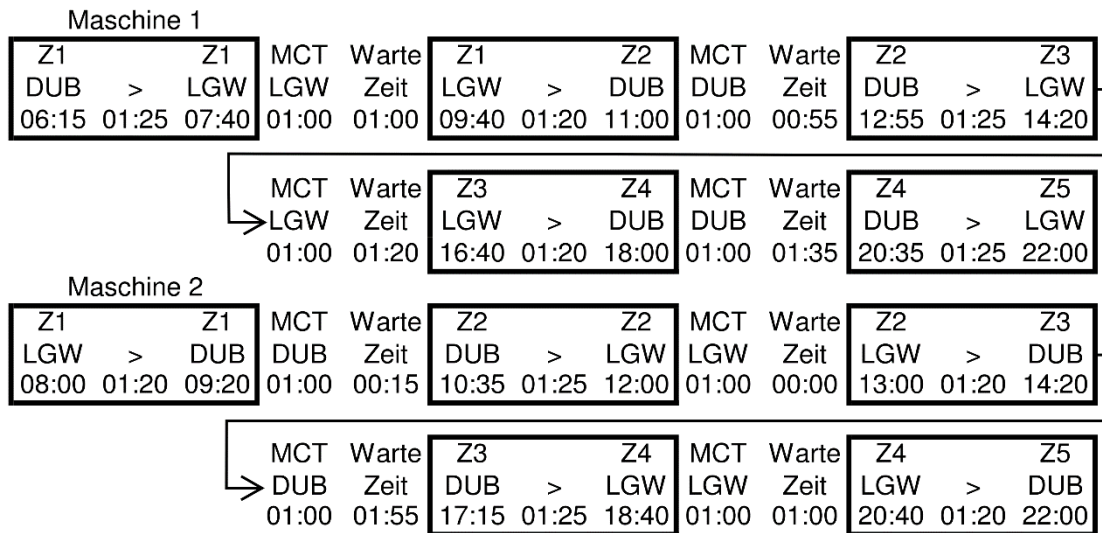 Maschine 1
Z1 Z1 MCT Warte Z1 Z2 MCT Warte Z2 Z3
DUB > LGW LGW Zeit LGW > DUB DUB Zeit DUB > LGW
06:15 01:25 07:40 01:00 01:00 09:40 01:20 11:00 01:00 00:55 12:55 01:25 14:20
MCT Warte Z3 Z4 MCT Warte Z4 Z5
LGW Zeit LGW > DUB DUB Zeit DUB > LGW
01:00 01:20 16:40 01:20 18:00 01:00 01:35 20:35 01:25 22:00
Maschine 2
Z1 Z1 MCT Warte Z2 Z2 MCT Warte Z2 Z3
LGW > DUB DUB Zeit DUB > LGW LGW Zeit LGW > DUB
08:00 01:20 09:20 01:00 00:15 10:35 01:25 12:00 01:00 00:00 13:00 01:20 14:20
MCT Warte Z3 Z4 MCT Warte Z4 Z5
DUB Zeit DUB > LGW LGW Zeit LGW > DUB
01:00 01:55 17:15 01:25 18:40 01:00 01:00 20:40 01:20 22:00